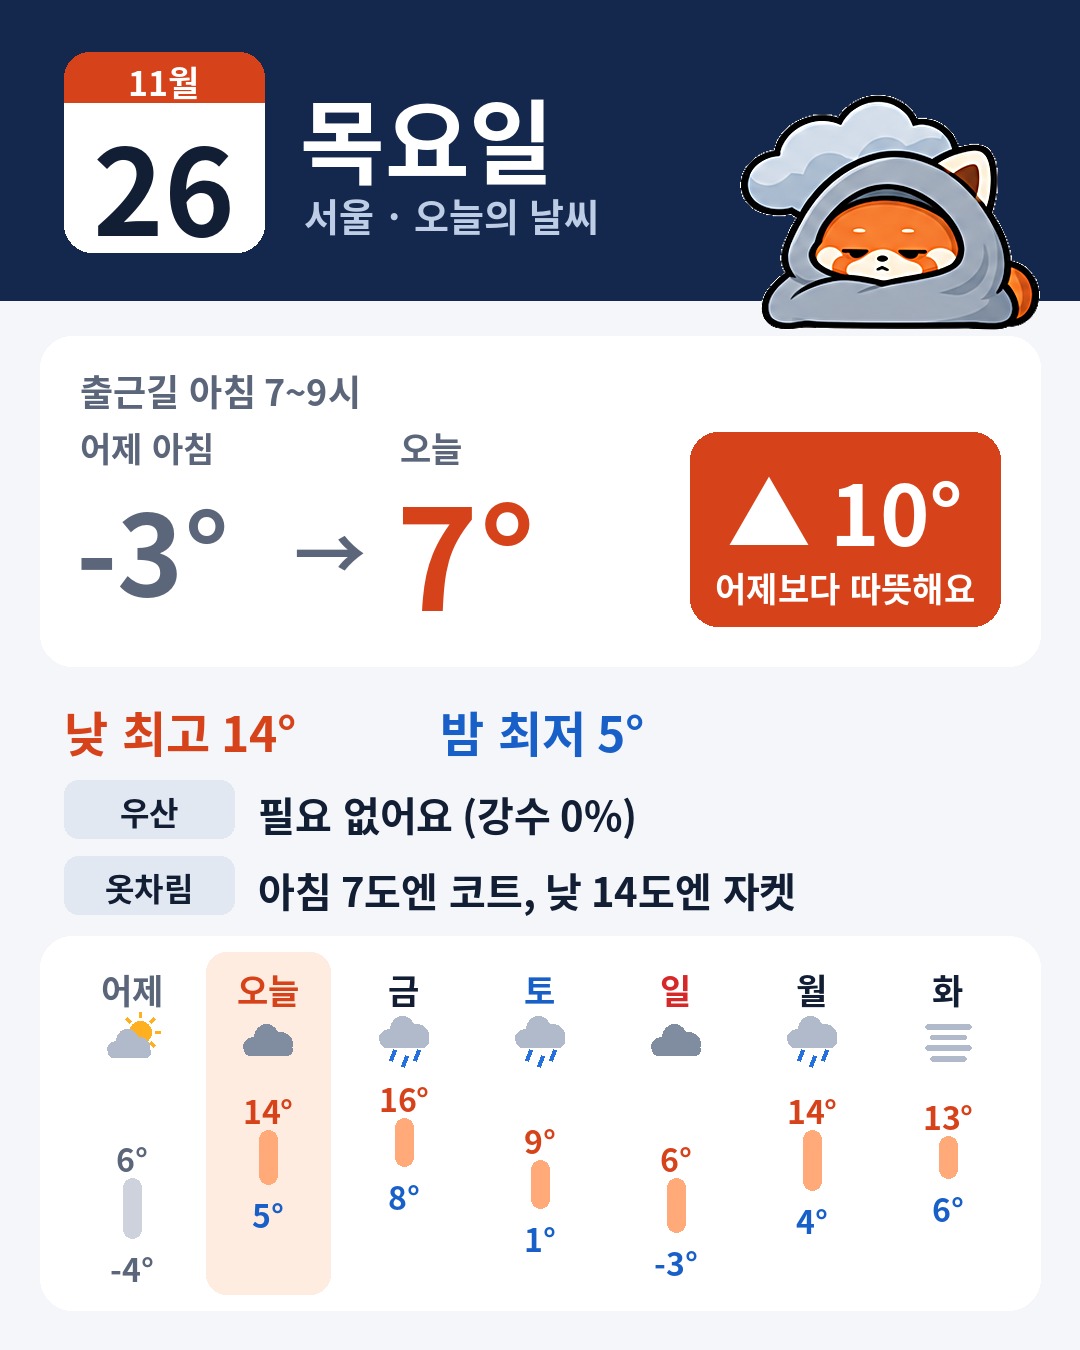 11월
26
목요일
서울 · 오늘의 날씨
출근길 아침 7~9시
어제 아침
오늘
-3°
→
7°
▲ 10°
어제보다 따뜻해요
낮 최고 14°
밤 최저 5°
우산
필요 없어요 (강수 0%)
옷차림
아침 7도엔 코트, 낮 14도엔 자켓
어제
오늘
금
토
일
월
화
6°
14°
16°
9°
6°
14°
13°
-4°
5°
8°
1°
-3°
4°
6°